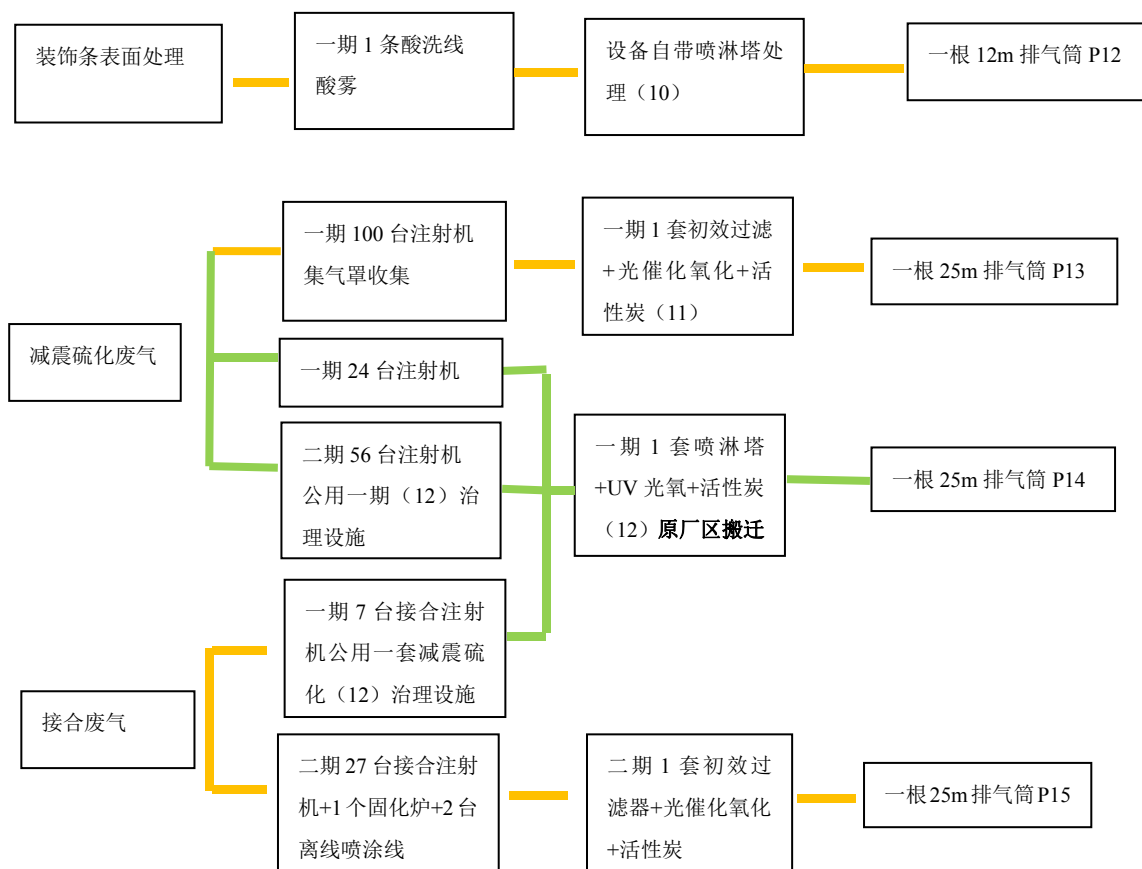 装饰条表面处理
一期 1 条酸洗线
酸雾
设备自带喷淋塔处
理（10）
一根 12m 排气筒 P12
减震硫化废气
一期 100 台注射机
集气罩收集
一期 1 套初效过滤
+光催化氧化+活
性炭（11）
一根 25m 排气筒 P13
一期 24 台注射机
二期 56 台注射机
公用一期（12）治
理设施
一期 1 套喷淋塔
+UV 光氧+活性炭
（12）原厂区搬迁
一根 25m 排气筒 P14
接合废气
一期 7 台接合注射
机公用一套减震硫
化（12）治理设施
二期 27 台接合注射
机+1 个固化炉+2 台
离线喷涂线
二期 1 套初效过
滤器+光催化氧化
+活性炭
一根 25m 排气筒 P15